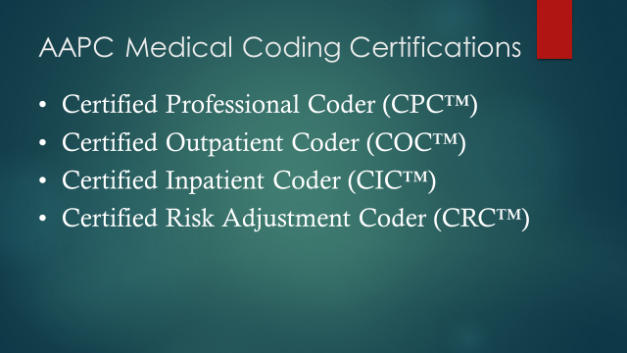 AAPC Medical Coding Certifications
• Certified Professional Coder (CPC™)
• Certified Outpatient Coder (COC™)
• Certified Inpatient Coder (CIC™)
• Certified Risk Adjustment Coder (CRC™)